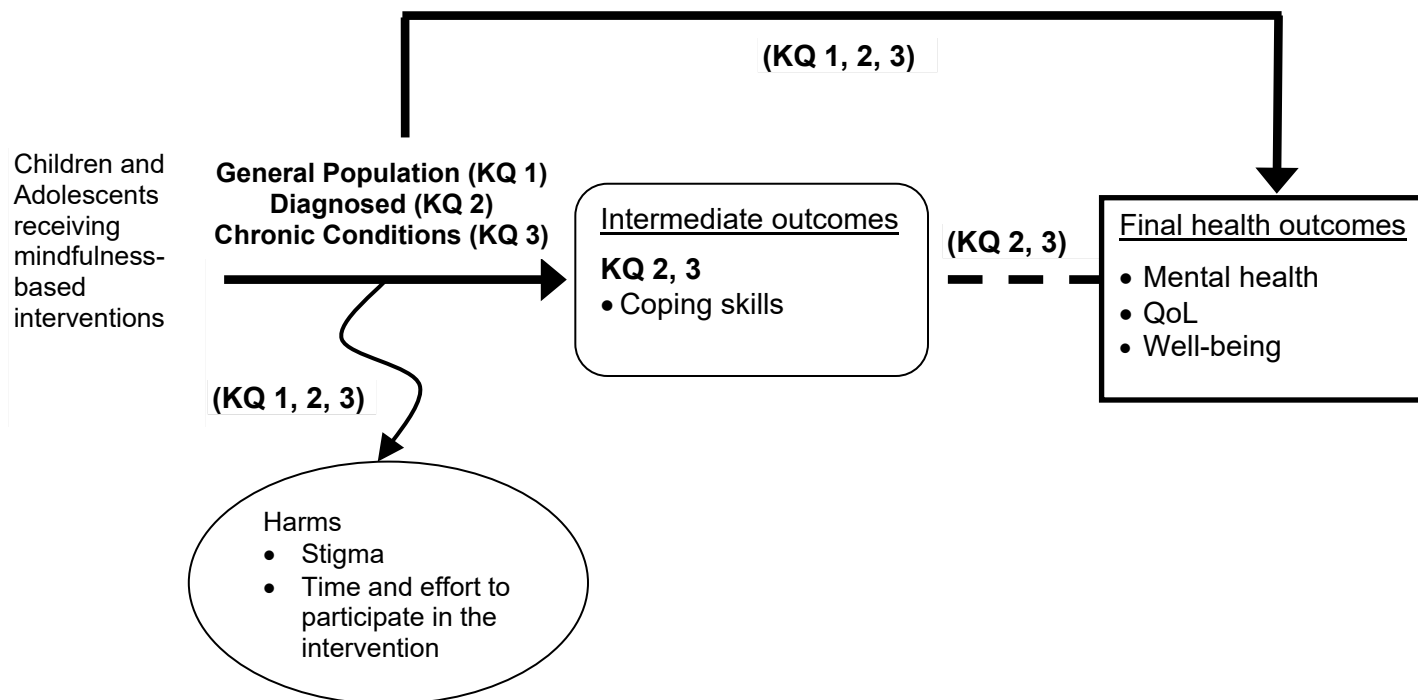 (KQ 1, 2, 3)
Children and
Adolescents
receiving
mindfulness-
based
interventions
General Population (KQ 1)
Diagnosed (KQ 2)
Chronic Conditions (KQ 3)
Intermediate outcomes
KQ 2, 3
• Coping skills
(KQ 2, 3)
Final health outcomes
• Mental health
• QoL
• Well-being
(KQ 1, 2, 3)
Harms
• Stigma
• Time and effort to
participate in the
intervention